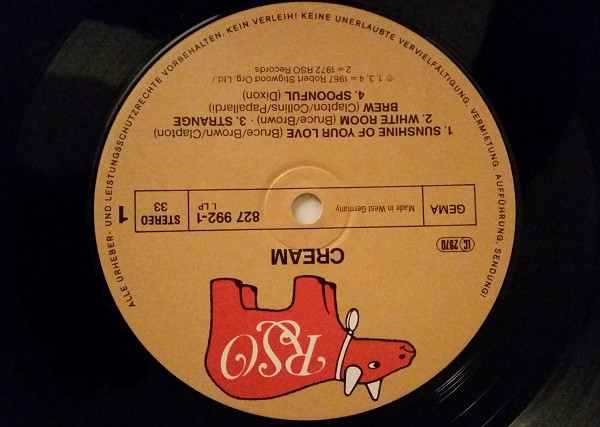 RSO
CREAM
LC 2970
GEMA
Made in West Germany
827 992-1
1. LP
STEREO
33
1
1. SUNSHINE OF YOUR LOVE (Bruce/Brown/Clapton)
2. WHITE ROOM (Bruce/Brown) · 3. STRANGE
BREW (Clapton/Collins/Papallardi)
4. SPOONFUL (Dixon)
℗ 1, 3, 4 = 1967 Robert Stigwood Org Ltd./
2 = 1972 RSO Records
ALLE URHEBER- UND LEISTUNGSSCHUTZRECHTE VORBEHALTEN. KEIN VERLEIH! KEINE UNERLAUBTE VERVIELFÄLTIGUNG, VERMIETUNG, AUFFÜHRUNG, SENDUNG!